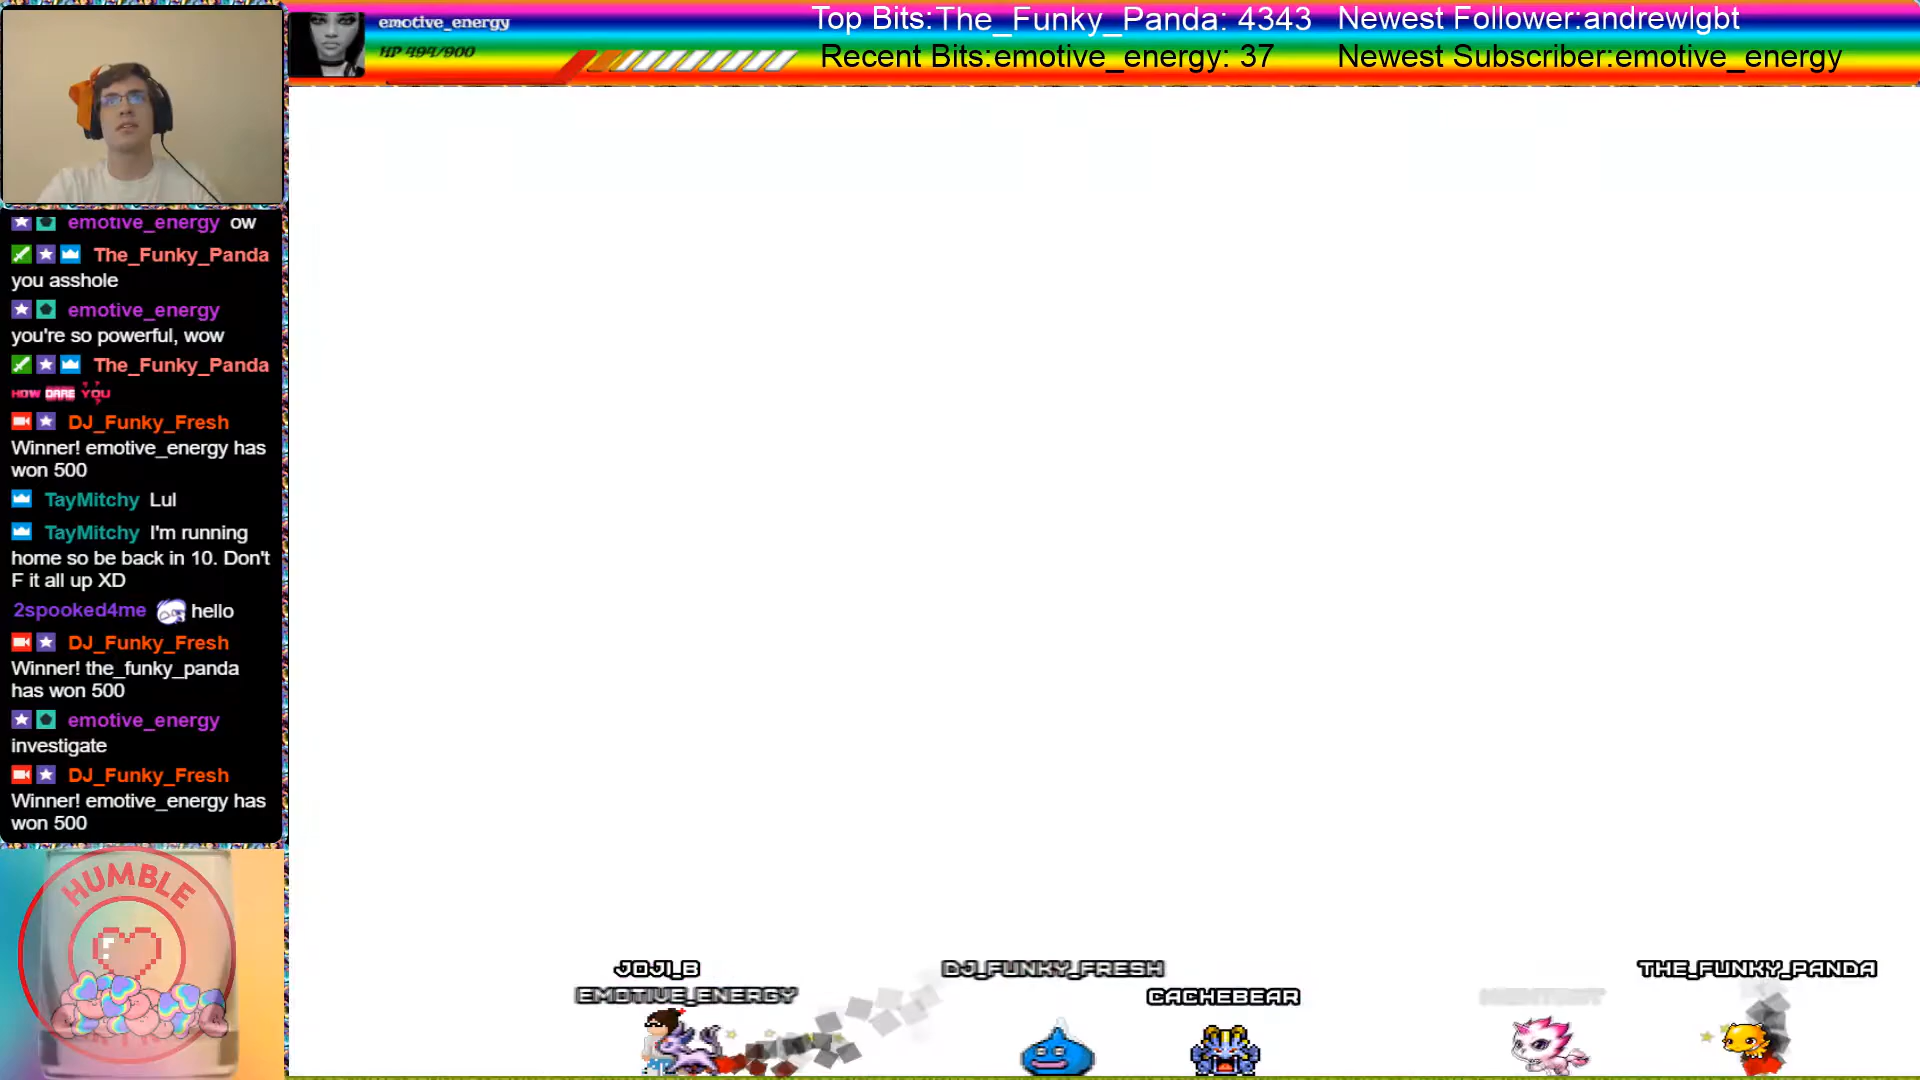 emotive_energy
HP 494/900
Top Bits:The_Funky_Panda: 4343
Newest Follower:andrewlgbt
Recent Bits:emotive_energy: 37
Newest Subscriber:emotive_energy
emotive_energy ow
The_Funky_Panda
you asshole
emotive_energy
you're so powerful, wow
The_Funky_Panda
HOW DARE YOU
DJ_Funky_Fresh
Winner! emotive_energy has
won 500
TayMitchy Lul
TayMitchy I'm running
home so be back in 10. Don't
F it all up XD
2spooked4me hello
DJ_Funky_Fresh
Winner! the_funky_panda
has won 500
emotive_energy
investigate
DJ_Funky_Fresh
Winner! emotive_energy has
won 500
HUMBLE
JOJI_B
EMOTIVE_ENERGY
DJ_FUNKY_FRESH
CACHEBEAR
THE_FUNKY_PANDA